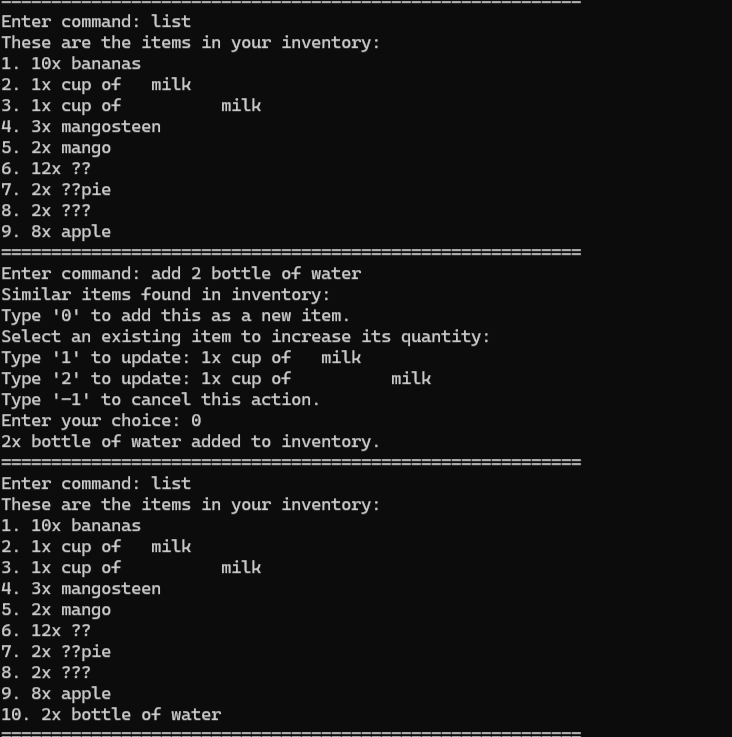 ==========================================================
Enter command: list
These are the items in your inventory:
1. 10x bananas
2. 1x cup of   milk
3. 1x cup of          milk
4. 3x mangosteen
5. 2x mango
6. 12x ??
7. 2x ??pie
8. 2x ???
9. 8x apple
==========================================================
Enter command: add 2 bottle of water
Similar items found in inventory:
Type '0' to add this as a new item.
Select an existing item to increase its quantity:
Type '1' to update: 1x cup of   milk
Type '2' to update: 1x cup of          milk
Type '-1' to cancel this action.
Enter your choice: 0
2x bottle of water added to inventory.
==========================================================
Enter command: list
These are the items in your inventory:
1. 10x bananas
2. 1x cup of   milk
3. 1x cup of          milk
4. 3x mangosteen
5. 2x mango
6. 12x ??
7. 2x ??pie
8. 2x ???
9. 8x apple
10. 2x bottle of water
==========================================================